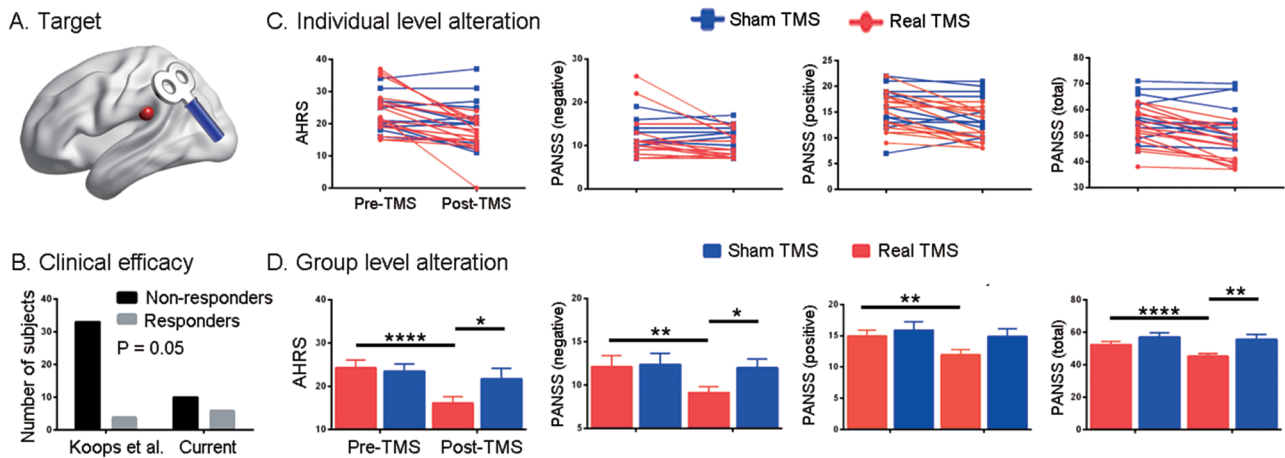 A. Target
C. Individual level alteration
Sham TMS
Real TMS
AHRS
40
30
20
10
0
Pre-TMS
Post-TMS
PANSS (negative)
30
20
10
0
PANSS (positive)
25
20
15
10
5
0
PANSS (total)
80
70
60
50
40
30
B. Clinical efficacy
Number of subjects
40
30
20
10
0
Non-responders
Responders
P = 0.05
Koops et al.
Current
D. Group level alteration
Sham TMS
Real TMS
AHRS
40
30
20
10
****
*
Pre-TMS
Post-TMS
PANSS (negative)
20
15
10
5
**
*
PANSS (positive)
15
10
5
0
**
PANSS (total)
80
60
40
20
0
****
**